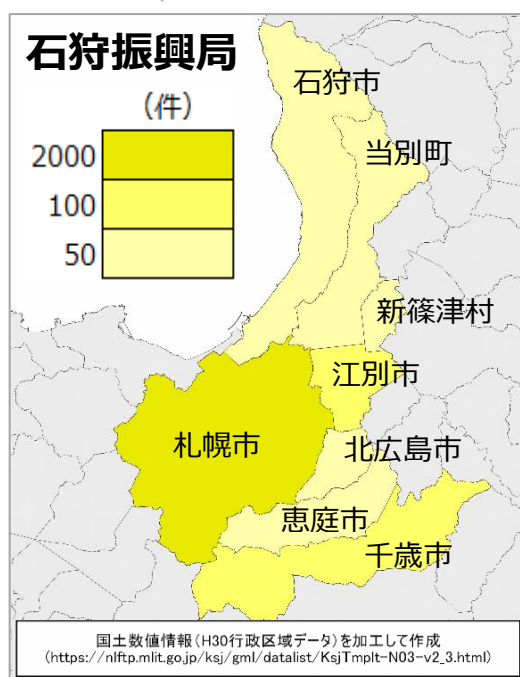 石狩振興局
(件)
2000
100
50
石狩市
当別町
新篠津村
江別市
札幌市
北広島市
恵庭市
千歳市
国土数値情報(H30行政区域データ)を加工して作成
(https://nlftp.mlit.go.jp/ksj/gml/datalist/KsjTmplt-N03-v2_3.html)